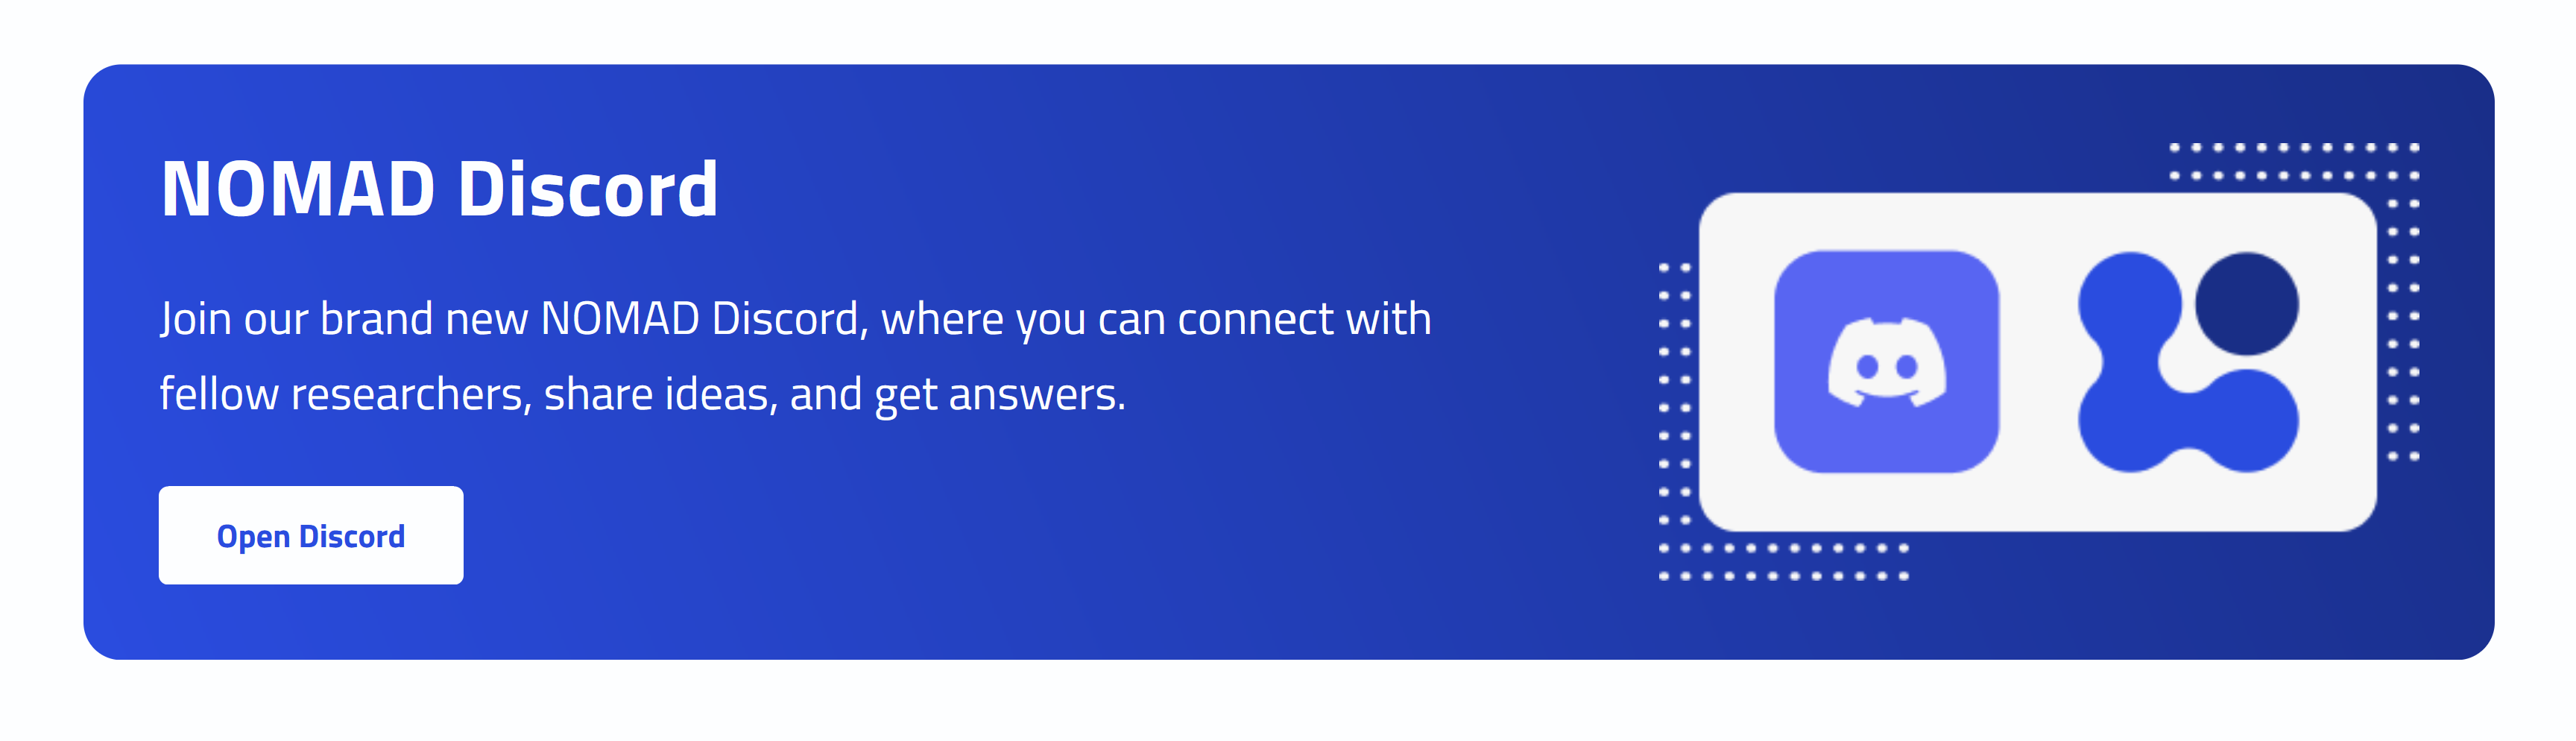 NOMAD Discord
Join our brand new NOMAD Discord, where you can connect with
fellow researchers, share ideas, and get answers.
Open Discord